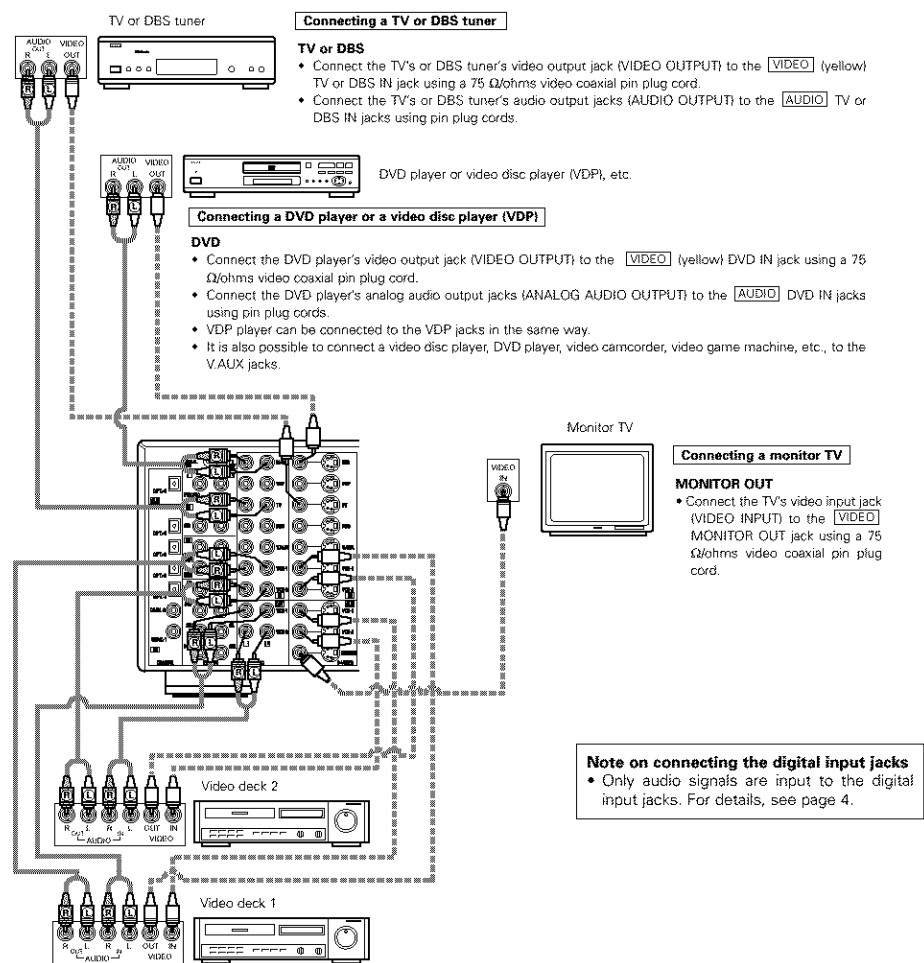 TV or DBS tuner
AUDIO OUT
R L
VIDEO OUT
R L
Connecting a TV or DBS tuner
TV or DBS
• Connect the TV's or DBS tuner's video output jack (VIDEO OUTPUT) to the VIDEO (yellow)
TV or DBS IN jack using a 75 Ω/ohms video coaxial pin plug cord.
• Connect the TV's or DBS tuner's audio output jacks (AUDIO OUTPUT) to the AUDIO TV or
DBS IN jacks using pin plug cords.
AUDIO OUT
R L
VIDEO OUT
R L
DVD player or video disc player (VDP), etc.
Connecting a DVD player or a video disc player (VDP)
DVD
• Connect the DVD player's video output jack (VIDEO OUTPUT) to the VIDEO (yellow) DVD IN jack using a 75
Ω/ohms video coaxial pin plug cord.
• Connect the DVD player's analog audio output jacks (ANALOG AUDIO OUTPUT) to the AUDIO DVD IN jacks
using pin plug cords.
• VDP player can be connected to the VDP jacks in the same way.
• It is also possible to connect a video disc player, DVD player, video camcorder, video game machine, etc., to the
V.AUX jacks.
Monitor TV
VIDEO IN
Connecting a monitor TV
MONITOR OUT
• Connect the TV's video input jack
(VIDEO INPUT) to the VIDEO
MONITOR OUT jack using a 75
Ω/ohms video coaxial pin plug
cord.
R
L
R
L
L
R
R
L
R L
R L
Note on connecting the digital input jacks
• Only audio signals are input to the digital
input jacks. For details, see page 4.
Video deck 2
R L R L
R L R L OUT IN
OUT AUDIO IN VIDEO
Video deck 1
R L R L
R L R L OUT IN
OUT AUDIO IN VIDEO